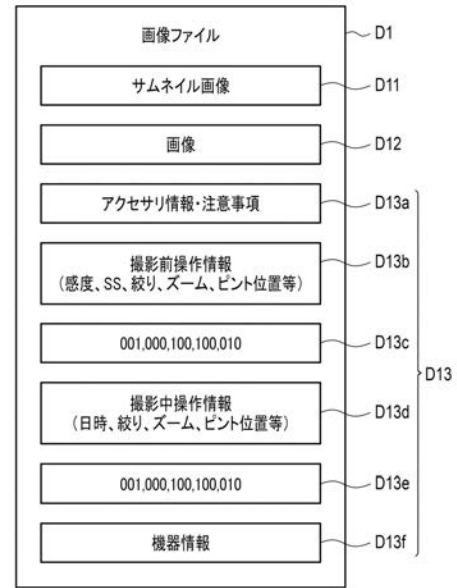 画像ファイル
D1
サムネイル画像
D11
画像
D12
アクセサリ情報・注意事項
D13a
撮影前操作情報
(感度、SS、絞り、ズーム、ピント位置等)
D13b
001,000,100,100,010
D13c
撮影中操作情報
(日時、絞り、ズーム、ピント位置等)
D13d
001,000,100,100,010
D13e
機器情報
D13f
D13